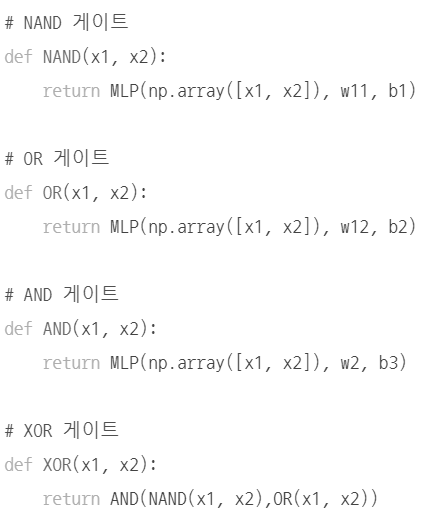 # NAND 게이트
def NAND(x1, x2):
    return MLP(np.array([x1, x2]), w11, b1)

# OR 게이트
def OR(x1, x2):
    return MLP(np.array([x1, x2]), w12, b2)

# AND 게이트
def AND(x1, x2):
    return MLP(np.array([x1, x2]), w2, b3)

# XOR 게이트
def XOR(x1, x2):
    return AND(NAND(x1, x2),OR(x1, x2))